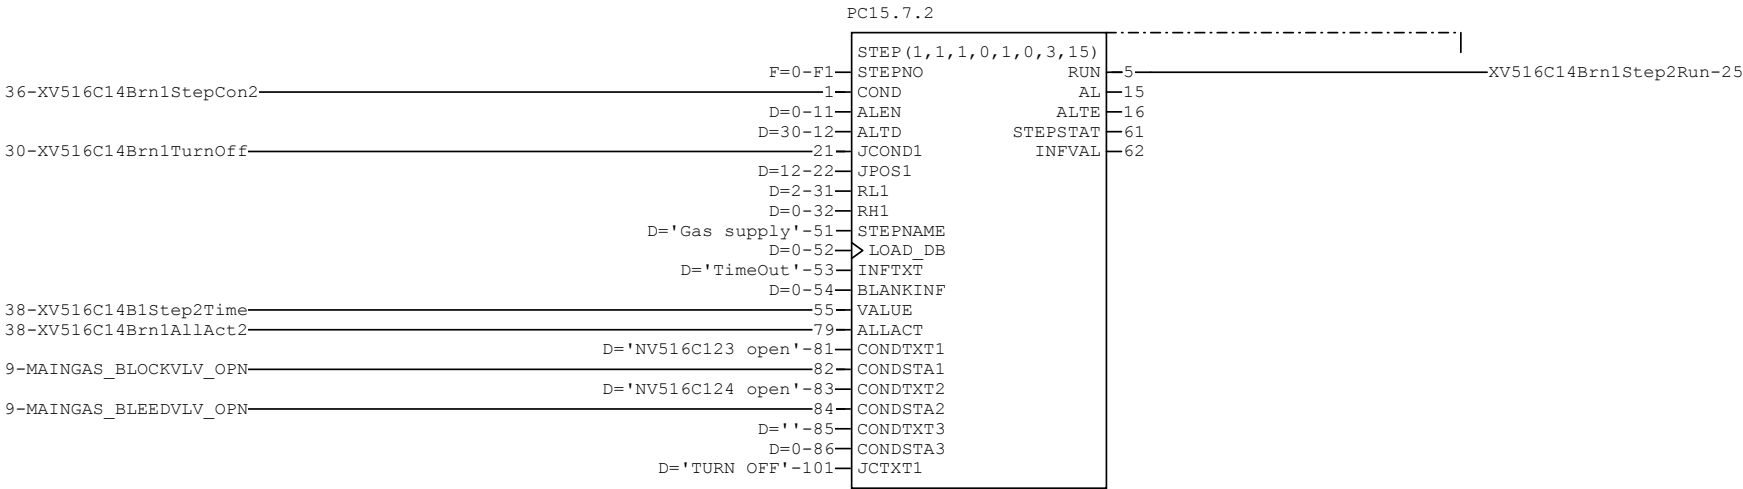 PC15.7.2
STEP(1,1,1,0,1,0,3,15)
F=0-F1 STEPNO RUN 5 XV516C14Brn1Step2Run-25
36-XV516C14Brn1StepCon2 1 COND AL 15
D=0-11 ALEN ALTE 16
D=30-12 ALTD STEPSTAT 61
30-XV516C14Brn1TurnOff 21 JCOND1 INFVAL 62
D=12-22 JPOS1
D=2-31 RL1
D=0-32 RH1
D='Gas supply'-51 STEPNAME
D=0-52 LOAD_DB
D='TimeOut'-53 INFTXT
D=0-54 BLANKINF
38-XV516C14B1Step2Time 55 VALUE
38-XV516C14Brn1AllAct2 79 ALLACT
D='NV516C123 open'-81 CONDTXT1
9-MAINGAS_BLOCKVLV_OPN 82 CONDSTA1
D='NV516C124 open'-83 CONDTXT2
9-MAINGAS_BLEEDVLV_OPN 84 CONDSTA2
D=''-85 CONDTXT3
D=0-86 CONDSTA3
D='TURN OFF'-101 JCTXT1